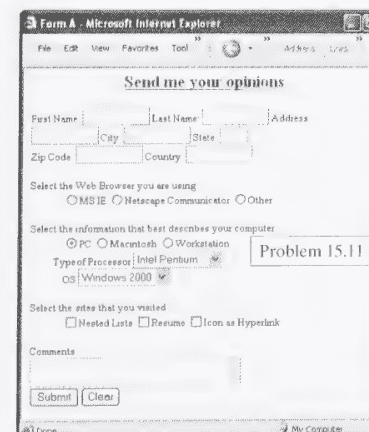 Form A - Microsoft Internet Explorer
File Edit View Favorites Tool » »
Address Links
Send me your opinions
First Name Last Name Address
City State
Zip Code Country
Select the Web Browser you are using
MS IE Netscape Communicator Other
Select the information that best describes your computer
PC Macintosh Workstation
Type of Processor Intel Pentium
OS Windows 2000
Problem 15.11
Select the sites that you visited
Nested Lists Resume Icon as Hyperlink
Comments
Submit Clear
Done My Computer